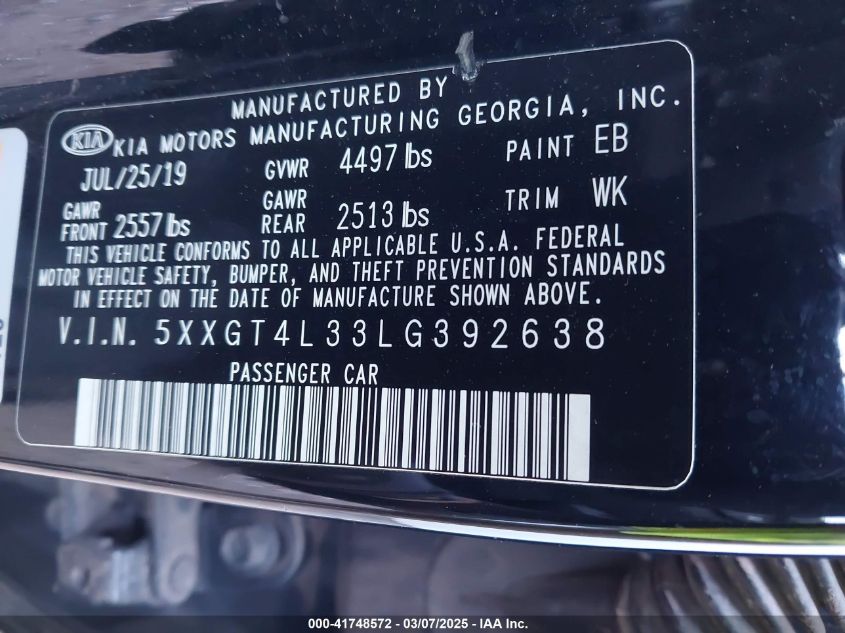 MANUFACTURED BY
KIA KIA MOTORS MANUFACTURING GEORGIA, INC.
JUL/25/19 GVWR 4497 lbs PAINT EB
GAWR FRONT 2557 lbs GAWR REAR 2513 lbs TRIM WK
THIS VEHICLE CONFORMS TO ALL APPLICABLE U.S.A. FEDERAL
MOTOR VEHICLE SAFETY, BUMPER, AND THEFT PREVENTION STANDARDS
IN EFFECT ON THE DATE OF MANUFACTURE SHOWN ABOVE.
V.I.N. 5XXGT4L33LG392638
PASSENGER CAR
000-41748572 — 03/07/2025 — IAA Inc.